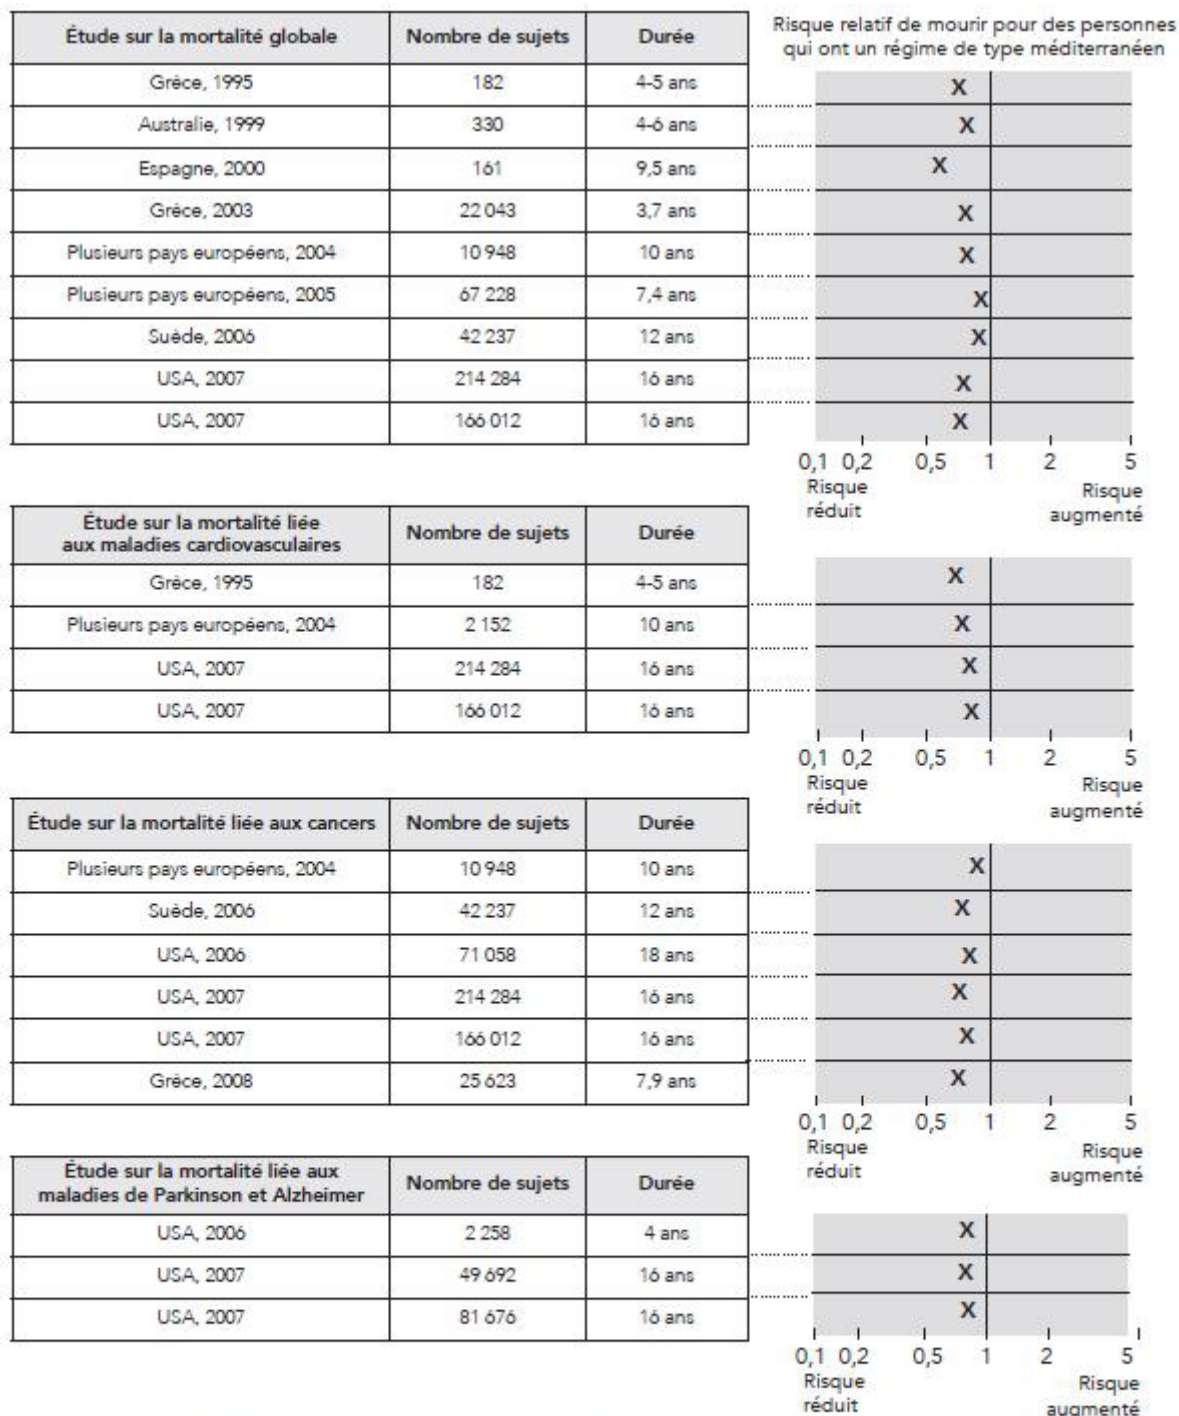 Étude sur la mortalité globale Nombre de sujets Durée
Risque relatif de mourir pour des personnes
qui ont un régime de type méditerranéen
Grèce, 1995 182 4-5 ans X
Australie, 1999 330 4-6 ans X
Espagne, 2000 161 9,5 ans X
Grèce, 2003 22 043 3,7 ans X
Plusieurs pays européens, 2004 10 948 10 ans X
Plusieurs pays européens, 2005 67 228 7,4 ans X
Suède, 2006 42 237 12 ans X
USA, 2007 214 284 16 ans X
USA, 2007 166 012 16 ans X
0,1 0,2 0,5 1 2 5
Risque
réduit
Risque
augmenté
Étude sur la mortalité liée
aux maladies cardiovasculaires
Nombre de sujets Durée
Grèce, 1995 182 4-5 ans X
Plusieurs pays européens, 2004 2 152 10 ans X
USA, 2007 214 284 16 ans X
USA, 2007 166 012 16 ans X
0,1 0,2 0,5 1 2 5
Risque
réduit
Risque
augmenté
Étude sur la mortalité liée aux cancers Nombre de sujets Durée
Plusieurs pays européens, 2004 10 948 10 ans X
Suède, 2006 42 237 12 ans X
USA, 2006 71 058 18 ans X
USA, 2007 214 284 16 ans X
USA, 2007 166 012 16 ans X
Grèce, 2008 25 623 7,9 ans X
0,1 0,2 0,5 1 2 5
Risque
réduit
Risque
augmenté
Étude sur la mortalité liée aux
maladies de Parkinson et Alzheimer
Nombre de sujets Durée
USA, 2006 2 258 4 ans X
USA, 2007 49 692 16 ans X
USA, 2007 81 676 16 ans X
0,1 0,2 0,5 1 2 5
Risque
réduit
Risque
augmenté